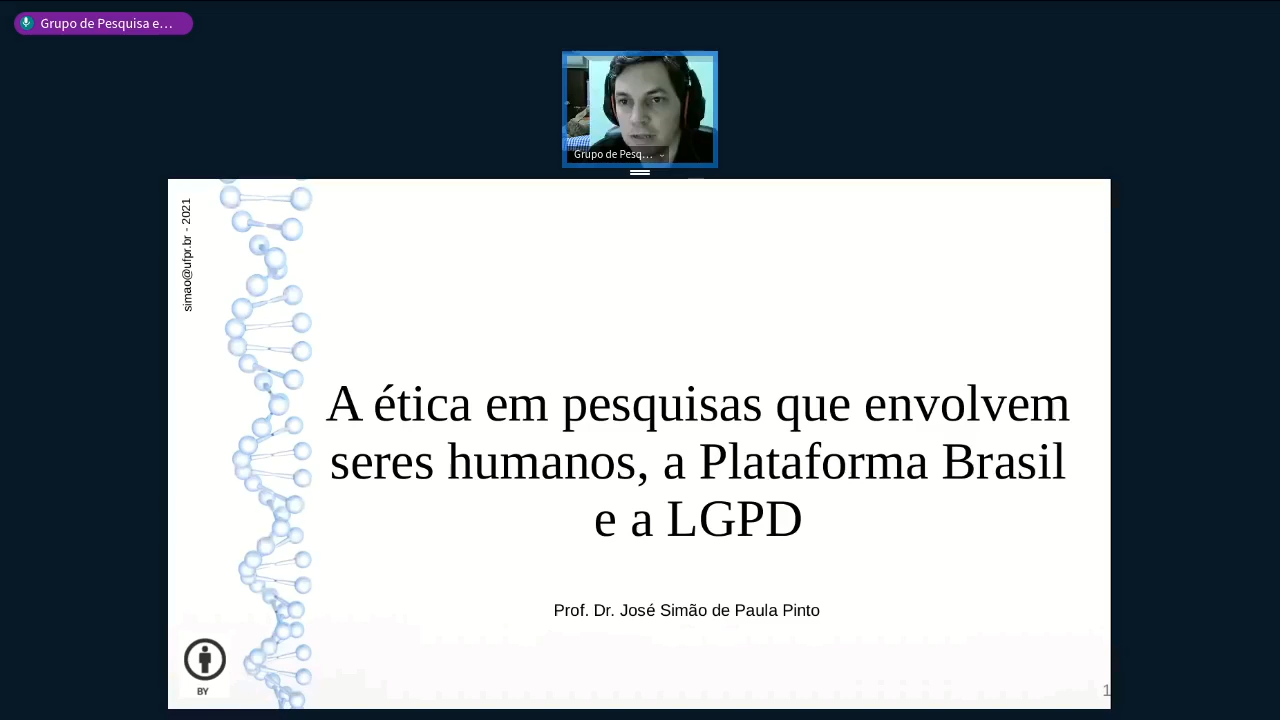 Grupo de Pesquisa e...
Grupo de Pesq...
simao@ufpr.br - 2021
A ética em pesquisas que envolvem
seres humanos, a Plataforma Brasil
e a LGPD
Prof. Dr. José Simão de Paula Pinto
BY
1